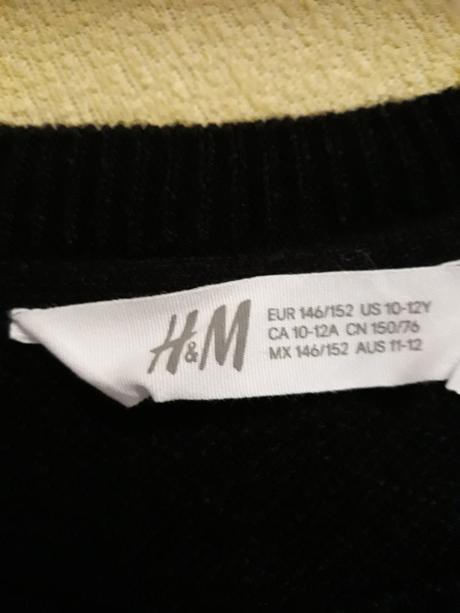 H&M
EUR 146/152 US 10-12Y
CA 10-12A CN 150/76
MX 146/152 AUS 11-12